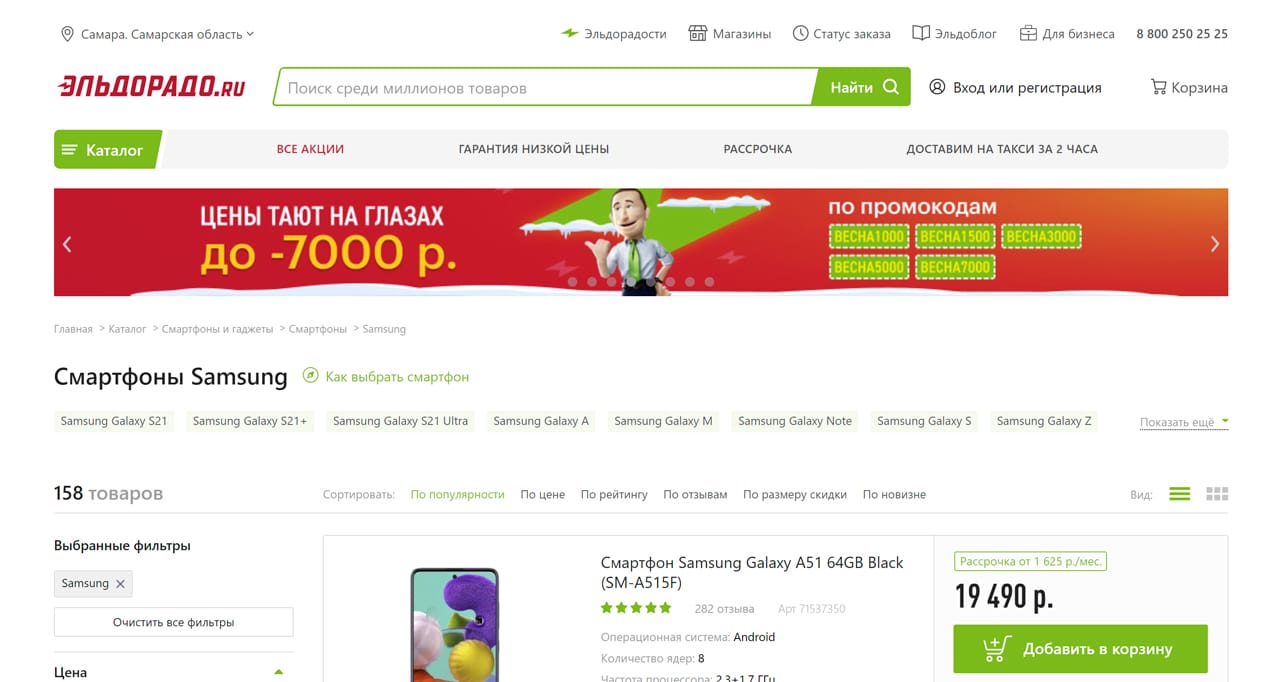 Самара. Самарская область
Эльдорадости
Магазины
Статус заказа
Эльдоблог
Для бизнеса
8 800 250 25 25
ЭЛЬДОРАДО.RU
Поиск среди миллионов товаров
Найти
Вход или регистрация
Корзина
Каталог
ВСЕ АКЦИИ
ГАРАНТИЯ НИЗКОЙ ЦЕНЫ
РАССРОЧКА
ДОСТАВИМ НА ТАКСИ ЗА 2 ЧАСА
ЦЕНЫ ТАЮТ НА ГЛАЗАХ
до -7000 р.
по промокодам
ВЕСНА1000 ВЕСНА1500 ВЕСНА3000
ВЕСНА5000 ВЕСНА7000
Главная > Каталог > Смартфоны и гаджеты > Смартфоны > Samsung
Смартфоны Samsung
Как выбрать смартфон
Samsung Galaxy S21
Samsung Galaxy S21+
Samsung Galaxy S21 Ultra
Samsung Galaxy A
Samsung Galaxy M
Samsung Galaxy Note
Samsung Galaxy S
Samsung Galaxy Z
Показать ещё
158 товаров
Сортировать: По популярности По цене По рейтингу По отзывам По размеру скидки По новизне
Вид:
Выбранные фильтры
Samsung
Очистить все фильтры
Цена
Смартфон Samsung Galaxy A51 64GB Black
(SM-A515F)
282 отзыва
Арт 71537350
Операционная система: Android
Количество ядер: 8
Частота процессора: 2.3+1.7 ГГц
Рассрочка от 1 625 р./мес.
19 490 р.
Добавить в корзину